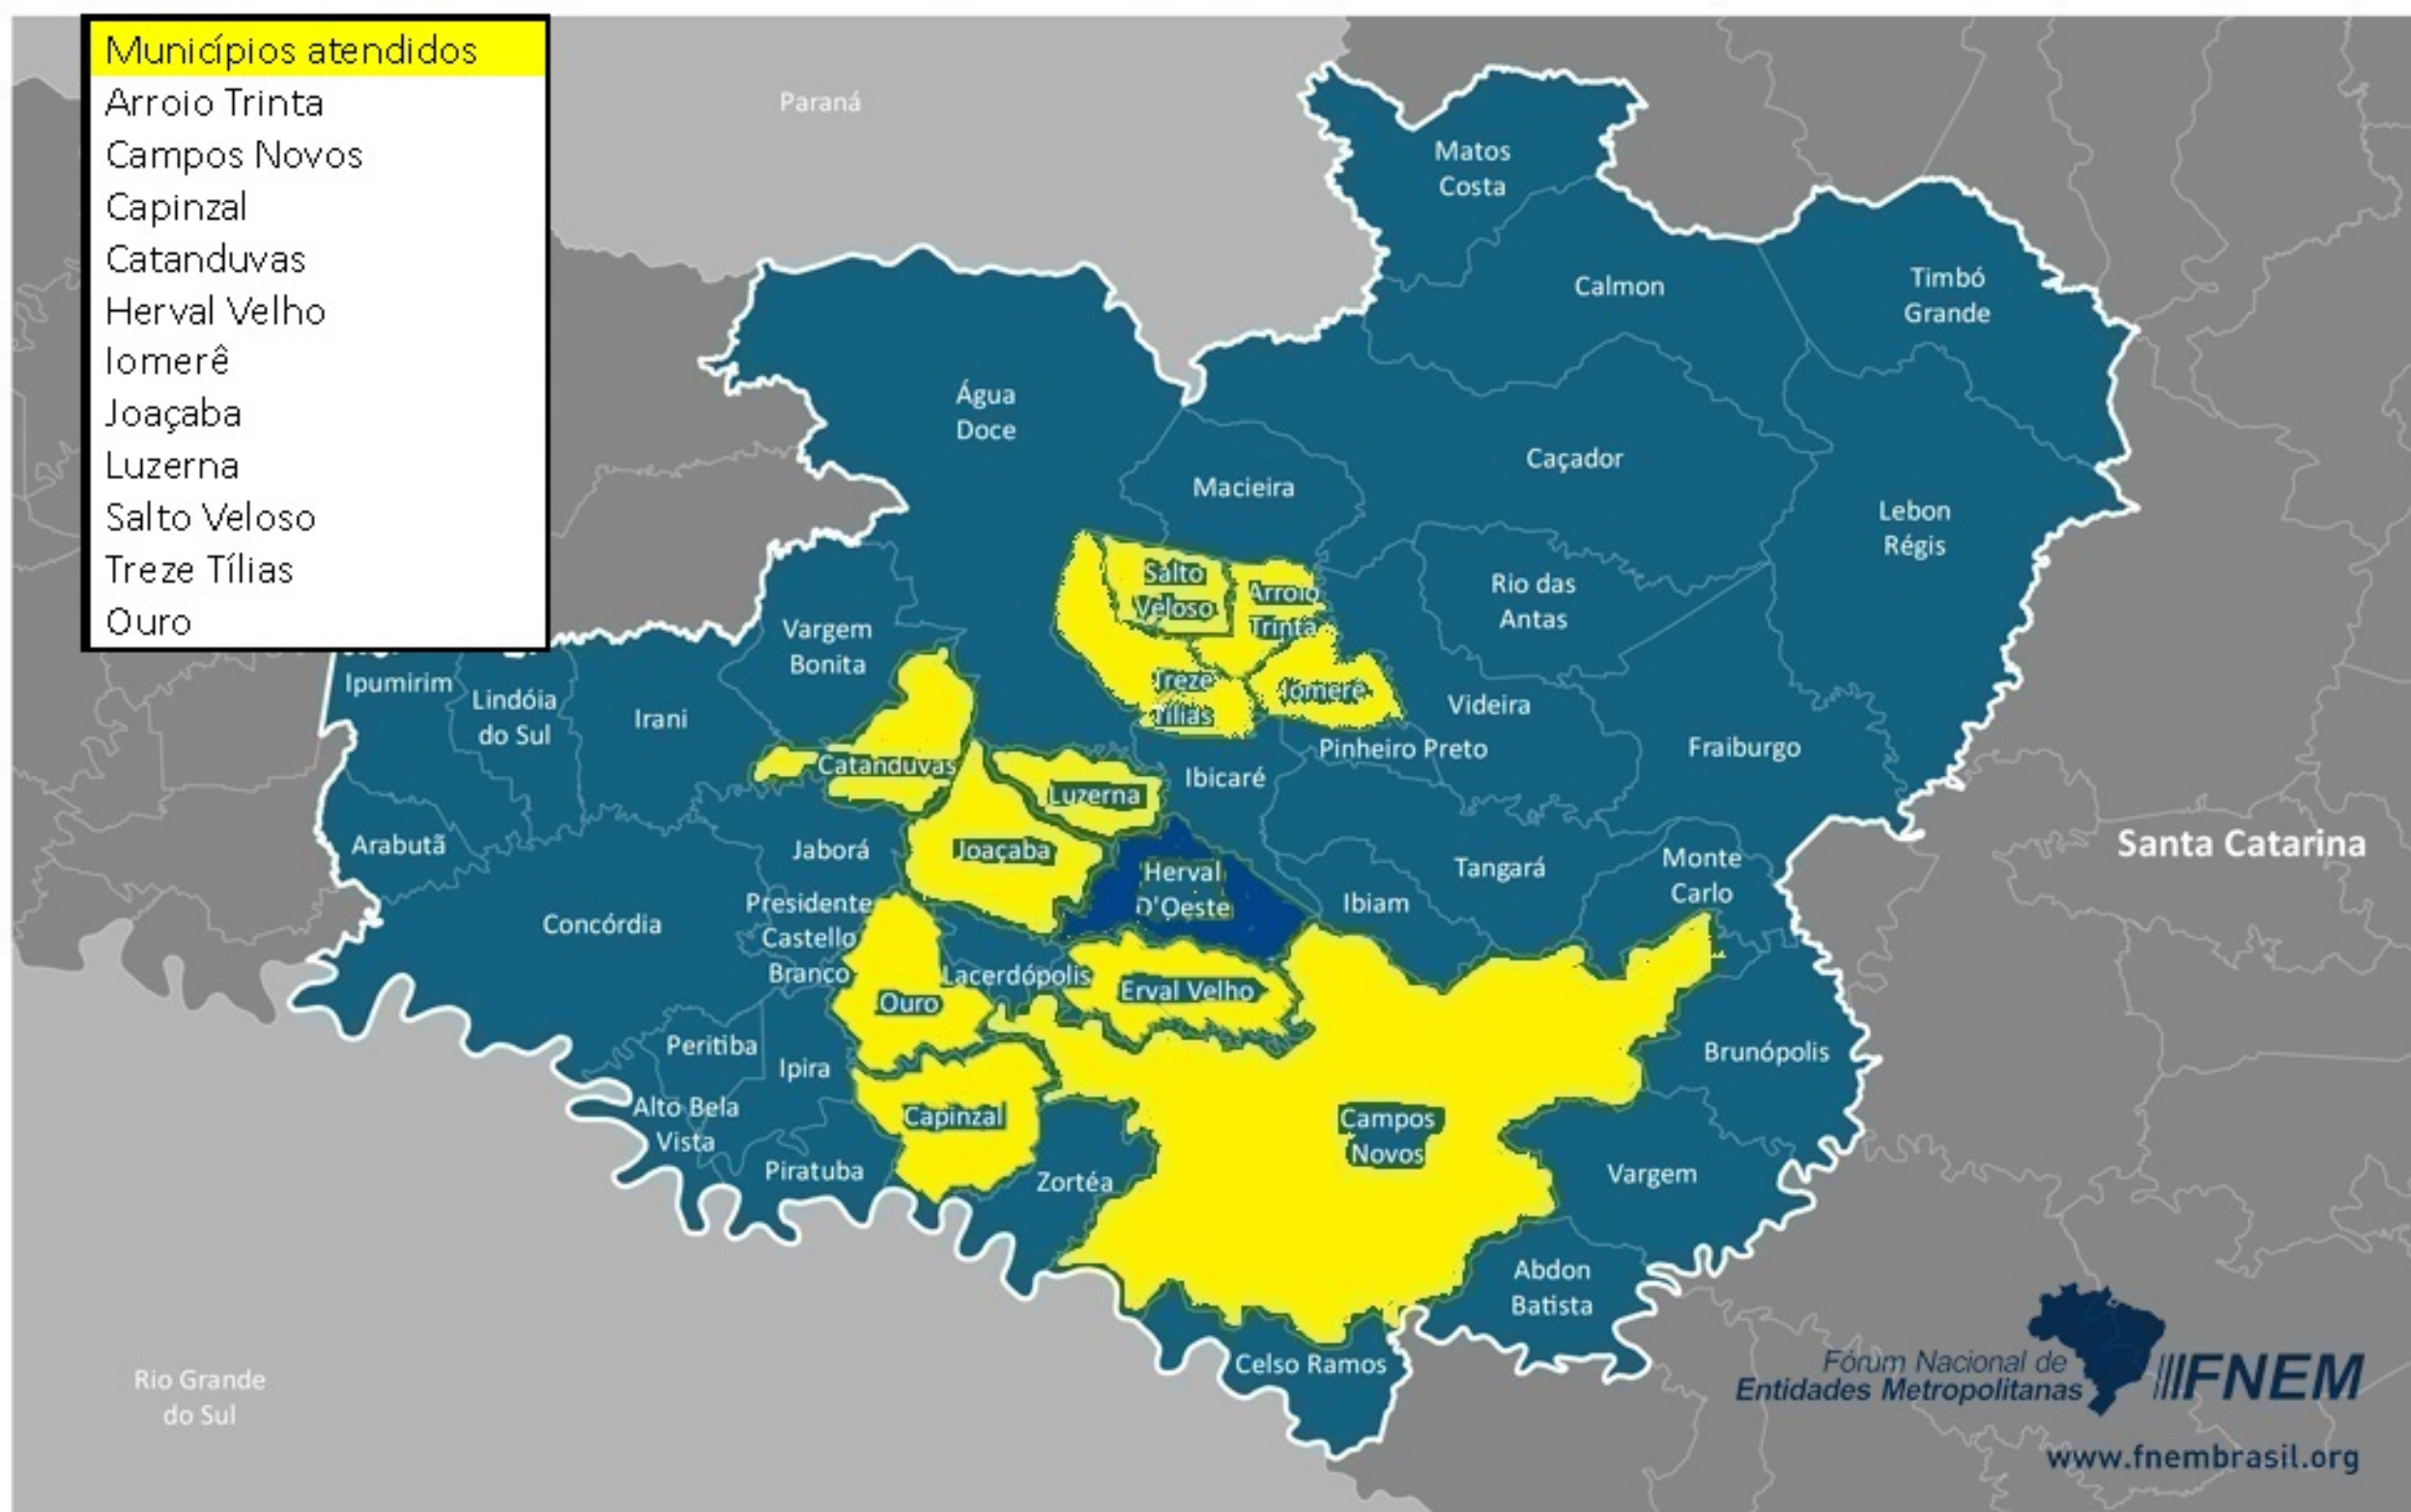 Municípios atendidos
Arroio Trinta
Campos Novos
Capinzal
Catanduvas
Herval Velho
Iomerê
Joaçaba
Luzerna
Salto Veloso
Treze Tílias
Ouro
Paraná
Matos
Costa
Calmon
Timbó
Grande
Água
Doce
Macieira
Caçador
Lebon
Régis
Salto
Veloso
Arroio
Trinta
Rio das
Antas
Vargem
Bonita
Treze
Tílias
Iomerê
Videira
Ipumirim
Lindóia
do Sul
Irani
Pinheiro Preto
Fraiburgo
Catanduvas
Ibicaré
Luzerna
Arabutã
Jaborá
Joaçaba
Herval
D'Oeste
Ibiam
Tangará
Monte
Carlo
Santa Catarina
Concórdia
Presidente
Castello
Branco
Lacerdópolis
Ouro
Erval Velho
Peritiba
Ipira
Brunópolis
Alto Bela
Vista
Capinzal
Campos
Novos
Piratuba
Zortéa
Vargem
Abdon
Batista
Celso Ramos
Rio Grande
do Sul
Fórum Nacional de
Entidades Metropolitanas
FNEM
www.fnembrasil.org